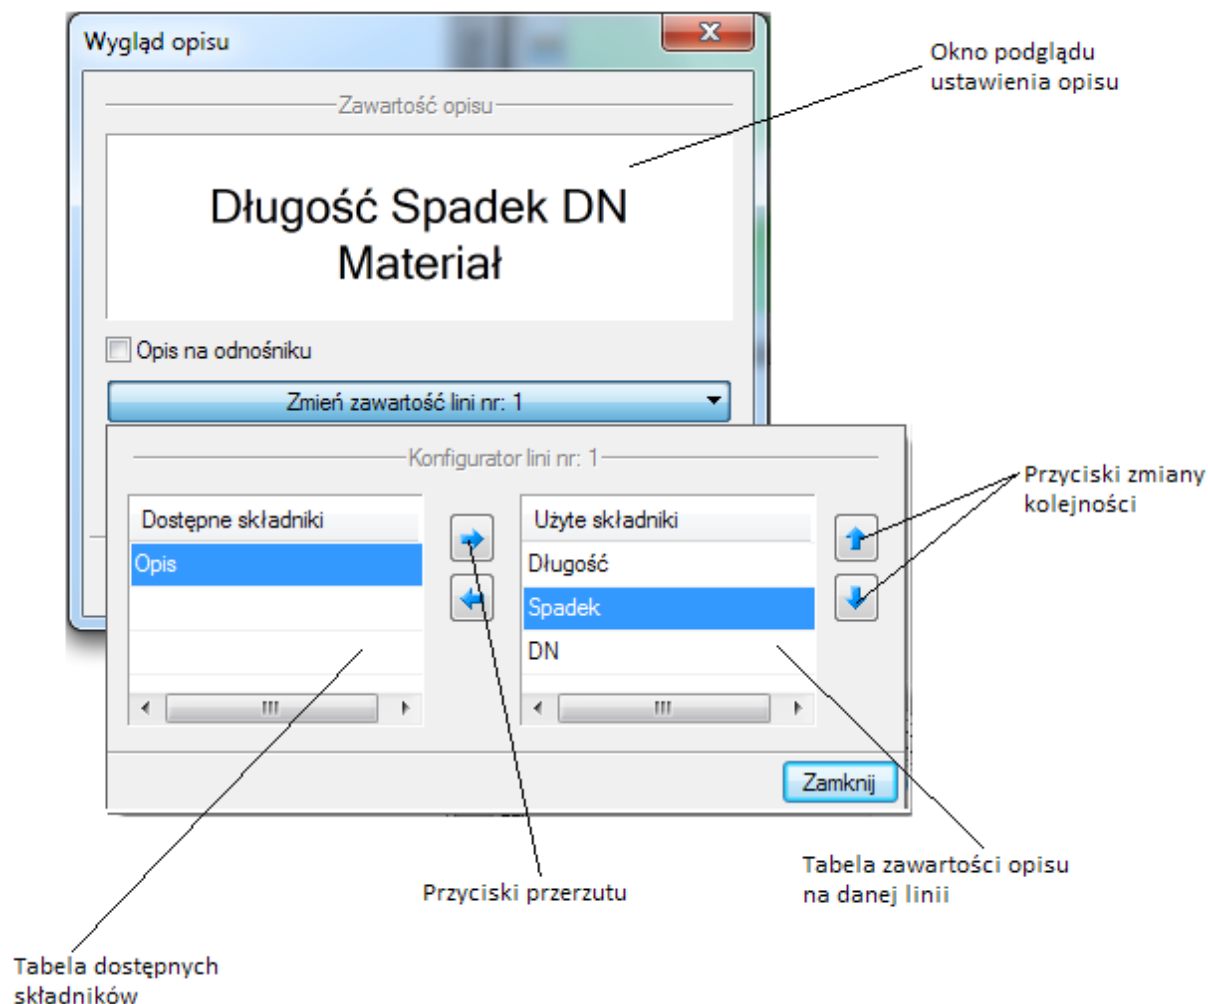 Wygląd opisu
Okno podglądu
ustawienia opisu
Zawartość opisu
Długość Spadek DN
Materiał
Opis na odnośniku
Zmień zawartość lini nr: 1
Konfigurator lini nr: 1
Przyciski zmiany
kolejności
Dostępne składniki
Użyte składniki
Opis
Długość
Spadek
DN
Zamknij
Tabela zawartości opisu
na danej linii
Przyciski przerzutu
Tabela dostępnych
składników